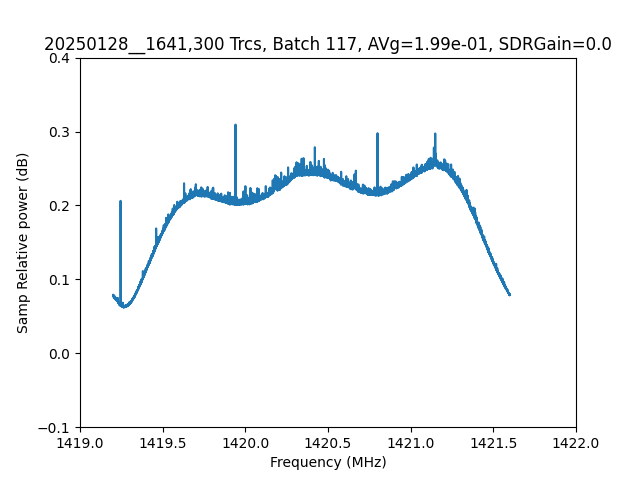 20250128__1641,300 Trcs, Batch 117, AVg=1.99e-01, SDRGain=0.0
0.4
0.3
0.2
0.1
0.0
−0.1
Samp Relative power (dB)
1419.0 1419.5 1420.0 1420.5 1421.0 1421.5 1422.0
Frequency (MHz)